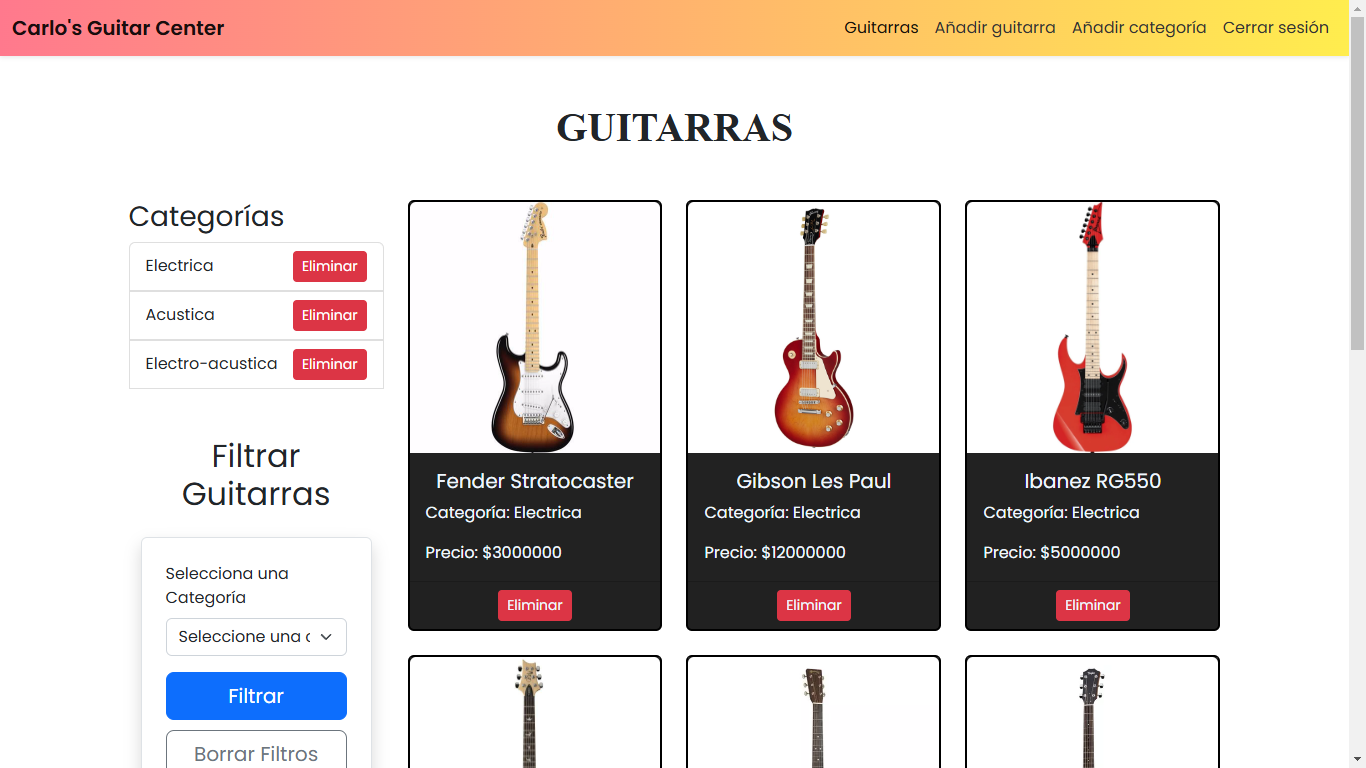 Carlo's Guitar Center
Guitarras
Añadir guitarra
Añadir categoría
Cerrar sesión
GUITARRAS
Categorías
Electrica
Eliminar
Acustica
Eliminar
Electro-acustica
Eliminar
Filtrar
Guitarras
Selecciona una
Categoría
Seleccione una c
Filtrar
Borrar Filtros
Fender Stratocaster
Categoría: Electrica
Precio: $3000000
Eliminar
Gibson Les Paul
Categoría: Electrica
Precio: $12000000
Eliminar
Ibanez RG550
Categoría: Electrica
Precio: $5000000
Eliminar